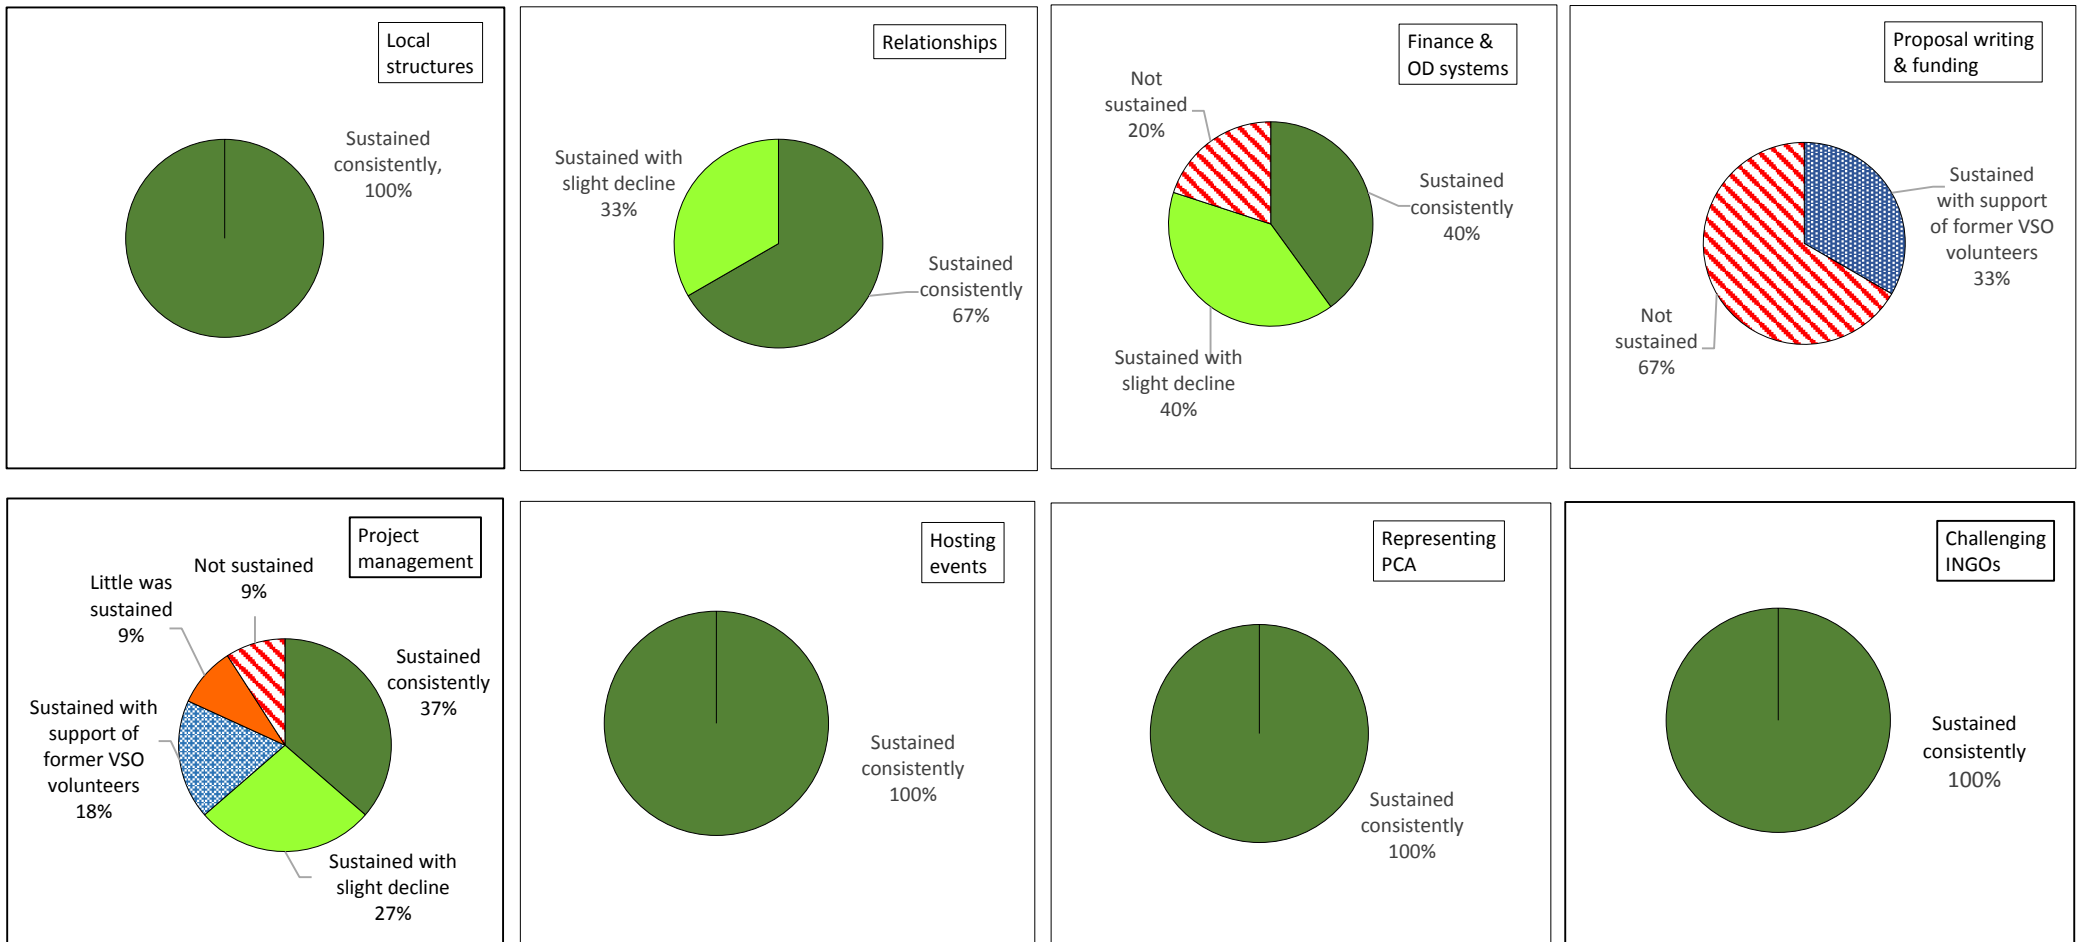 Local
structures
Sustained
consistently,
100%
Relationships
Sustained with
slight decline
33%
Sustained
consistently
67%
Finance &
OD systems
Not
sustained
20%
Sustained
consistently
40%
Sustained with
slight decline
40%
Proposal writing
& funding
Sustained
with support
of former VSO
volunteers
33%
Not
sustained
67%
Project
management
Not sustained
9%
Little was
sustained
9%
Sustained
consistently
37%
Sustained with
support of
former VSO
volunteers
18%
Sustained with
slight decline
27%
Hosting
events
Sustained
consistently
100%
Representing
PCA
Sustained
consistently
100%
Challenging
INGOs
Sustained
consistently
100%